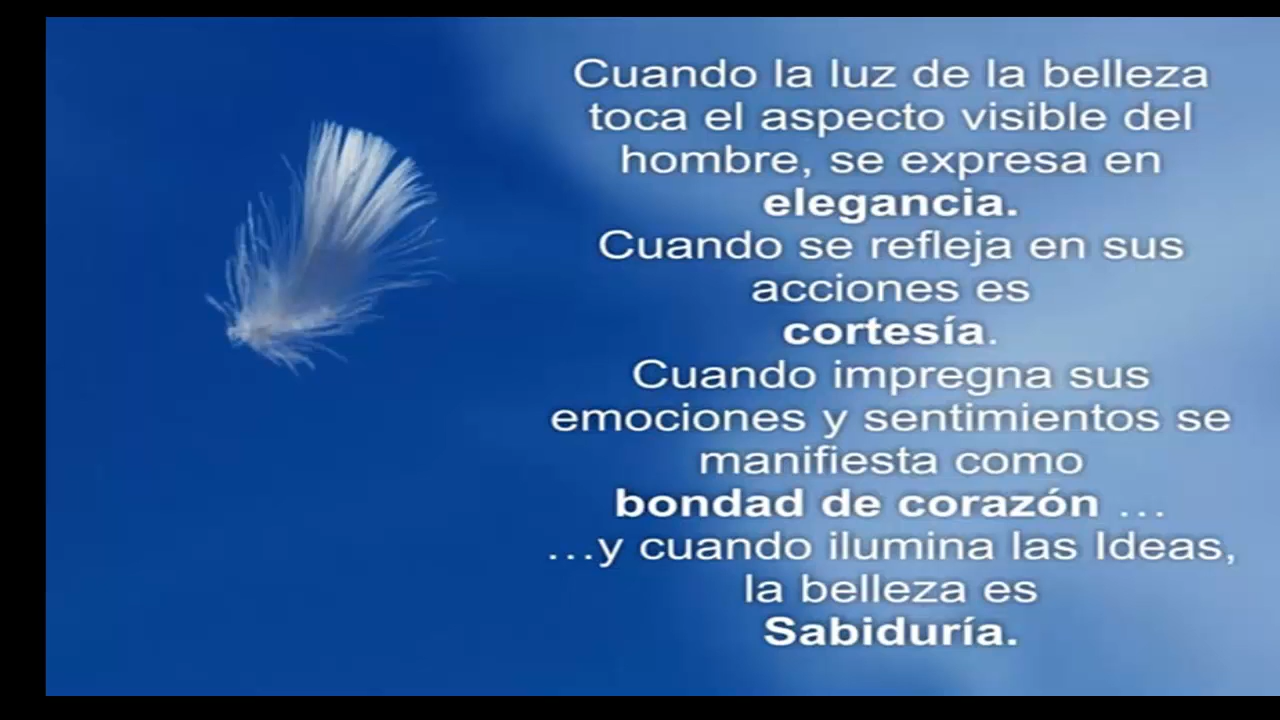 Cuando la luz de la belleza
toca el aspecto visible del
hombre, se expresa en
elegancia.
Cuando se refleja en sus
acciones es
cortesía.
Cuando impregna sus
emociones y sentimientos se
manifiesta como
bondad de corazón ...
...y cuando ilumina las Ideas,
la belleza es
Sabiduría.